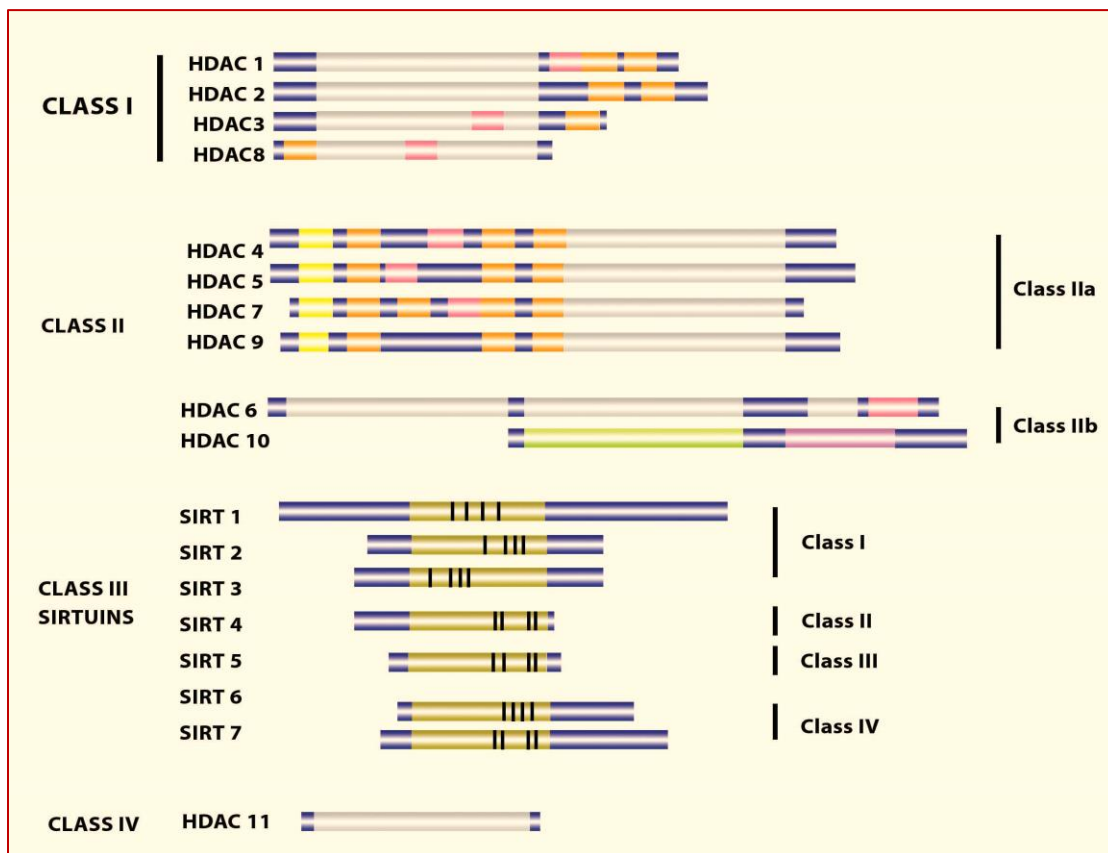 CLASS I
HDAC 1
HDAC 2
HDAC3
HDAC8
CLASS II
HDAC 4
HDAC 5
HDAC 7
HDAC 9
Class IIa
HDAC 6
HDAC 10
Class IIb
CLASS III
SIRTUINS
SIRT 1
SIRT 2
SIRT 3
SIRT 4
SIRT 5
SIRT 6
SIRT 7
Class I
Class II
Class III
Class IV
CLASS IV
HDAC 11